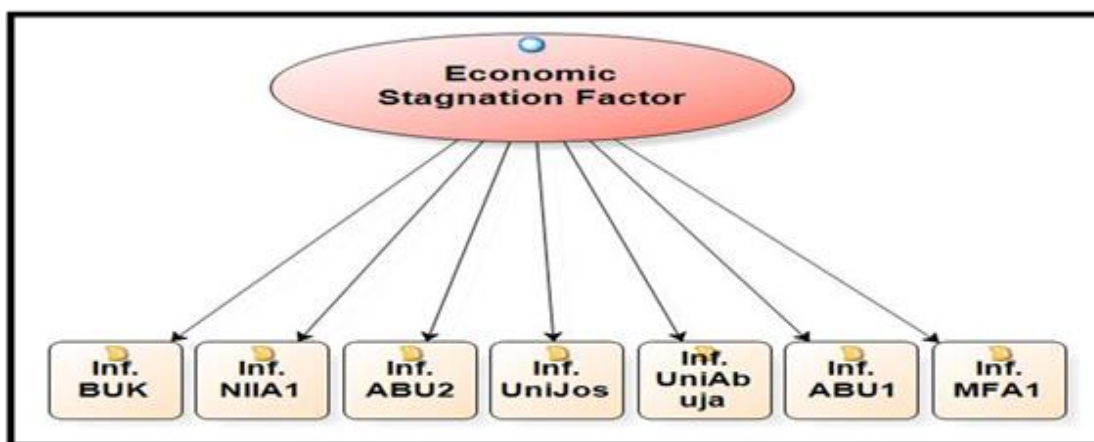 Economic
Stagnation Factor
Inf.
BUK
Inf.
NIIA1
Inf.
ABU2
Inf.
UniJos
Inf.
UniAb
uja
Inf.
ABU1
Inf.
MFA1